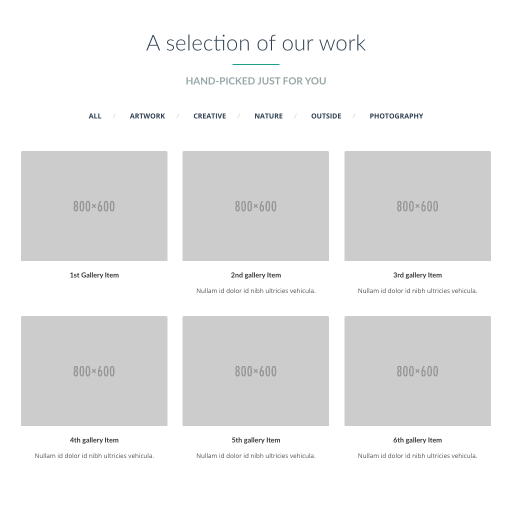 A selection of our work
HAND-PICKED JUST FOR YOU
ALL / ARTWORK / CREATIVE / NATURE / OUTSIDE / PHOTOGRAPHY
800×600 800×600 800×600
1st Gallery Item 2nd gallery Item 3rd gallery Item
Nullam id dolor id nibh ultricies vehicula. Nullam id dolor id nibh ultricies vehicula.
800×600 800×600 800×600
4th gallery Item 5th gallery Item 6th gallery Item
Nullam id dolor id nibh ultricies vehicula. Nullam id dolor id nibh ultricies vehicula. Nullam id dolor id nibh ultricies vehicula.